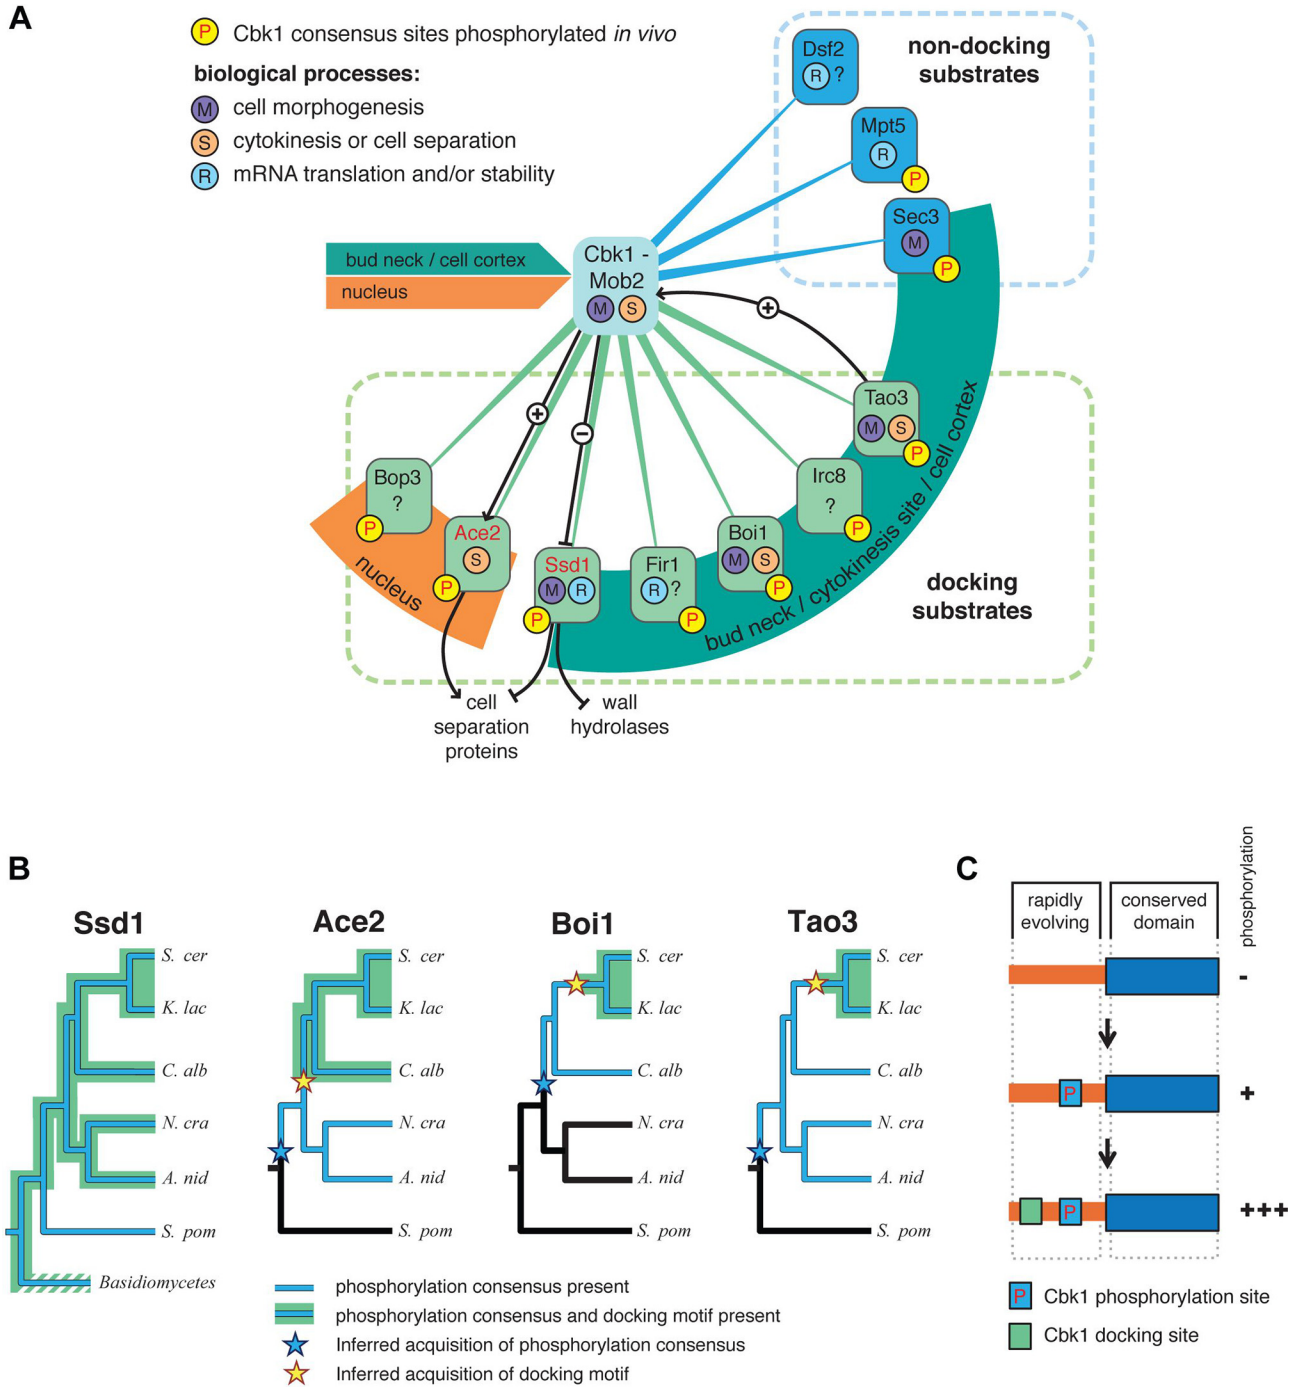 A
P Cbk1 consensus sites phosphorylated in vivo
biological processes:
M cell morphogenesis
S cytokinesis or cell separation
R mRNA translation and/or stability
non-docking
substrates
Dsf2
R ?
Mpt5
R
P
Sec3
M
P
bud neck / cell cortex
nucleus
Cbk1 -
Mob2
M S
+
+
−
Tao3
M S
P
Irc8
?
P
Boi1
M S
P
Fir1
R ?
P
Ssd1
M R
P
Ace2
S
P
Bop3
?
P
nucleus
bud neck / cytokinesis site / cell cortex
docking
substrates
cell
separation
proteins
wall
hydrolases
B
Ssd1
S. cer
K. lac
C. alb
N. cra
A. nid
S. pom
Basidiomycetes
Ace2
S. cer
K. lac
C. alb
N. cra
A. nid
S. pom
Boi1
S. cer
K. lac
C. alb
N. cra
A. nid
S. pom
Tao3
S. cer
K. lac
C. alb
N. cra
A. nid
S. pom
phosphorylation consensus present
phosphorylation consensus and docking motif present
Inferred acquisition of phosphorylation consensus
Inferred acquisition of docking motif
C
rapidly
evolving
conserved
domain
phosphorylation
-
P +
P +++
P Cbk1 phosphorylation site
Cbk1 docking site